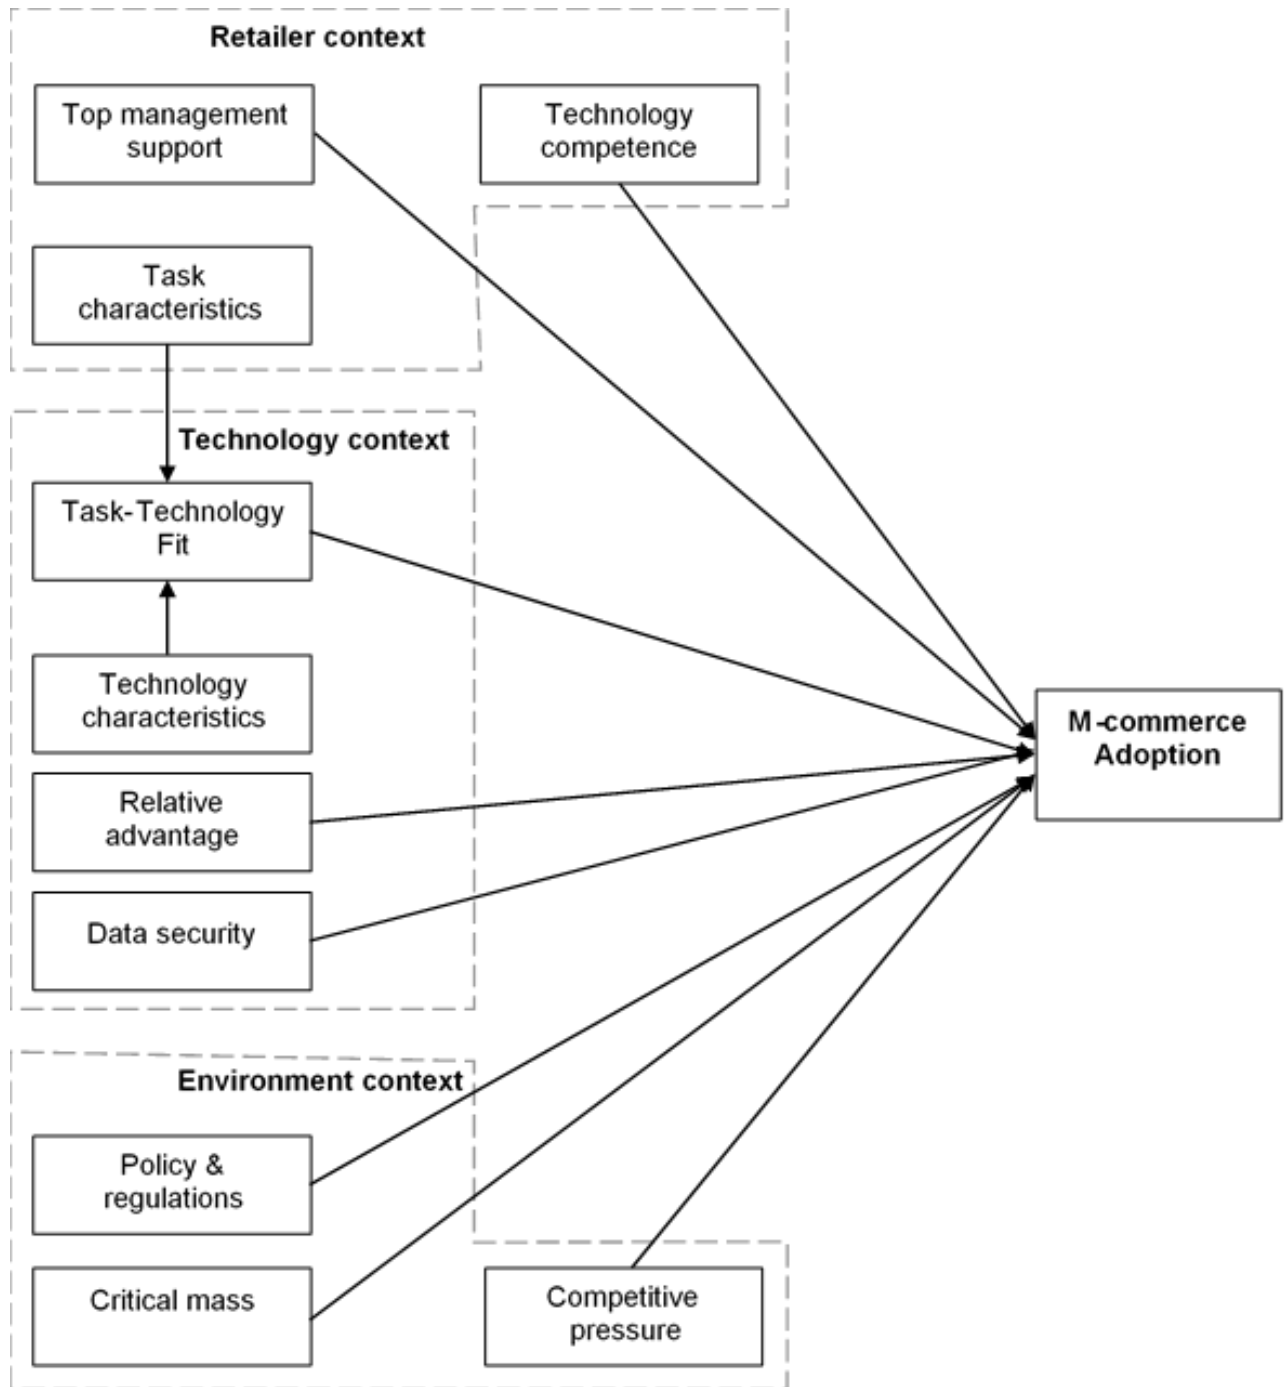 Retailer context
Top management
support
Technology
competence
Task
characteristics
Technology context
Task-Technology
Fit
Technology
characteristics
Relative
advantage
Data security
M-commerce
Adoption
Environment context
Policy &
regulations
Critical mass
Competitive
pressure